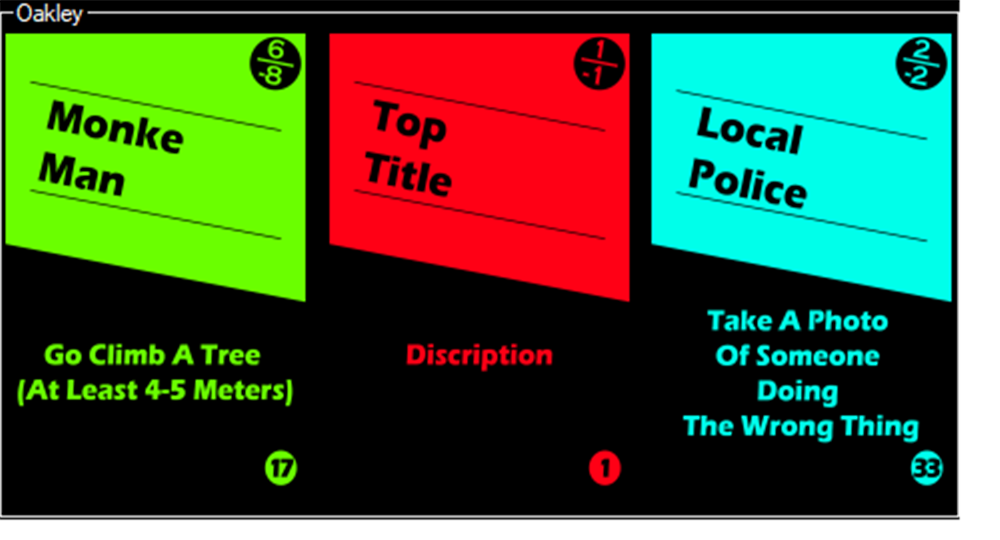 Oakley
6
-8
Monke
Man
Go Climb A Tree
(At Least 4-5 Meters)
17
1
-1
Top
Title
Discription
1
2
-2
Local
Police
Take A Photo
Of Someone
Doing
The Wrong Thing
33